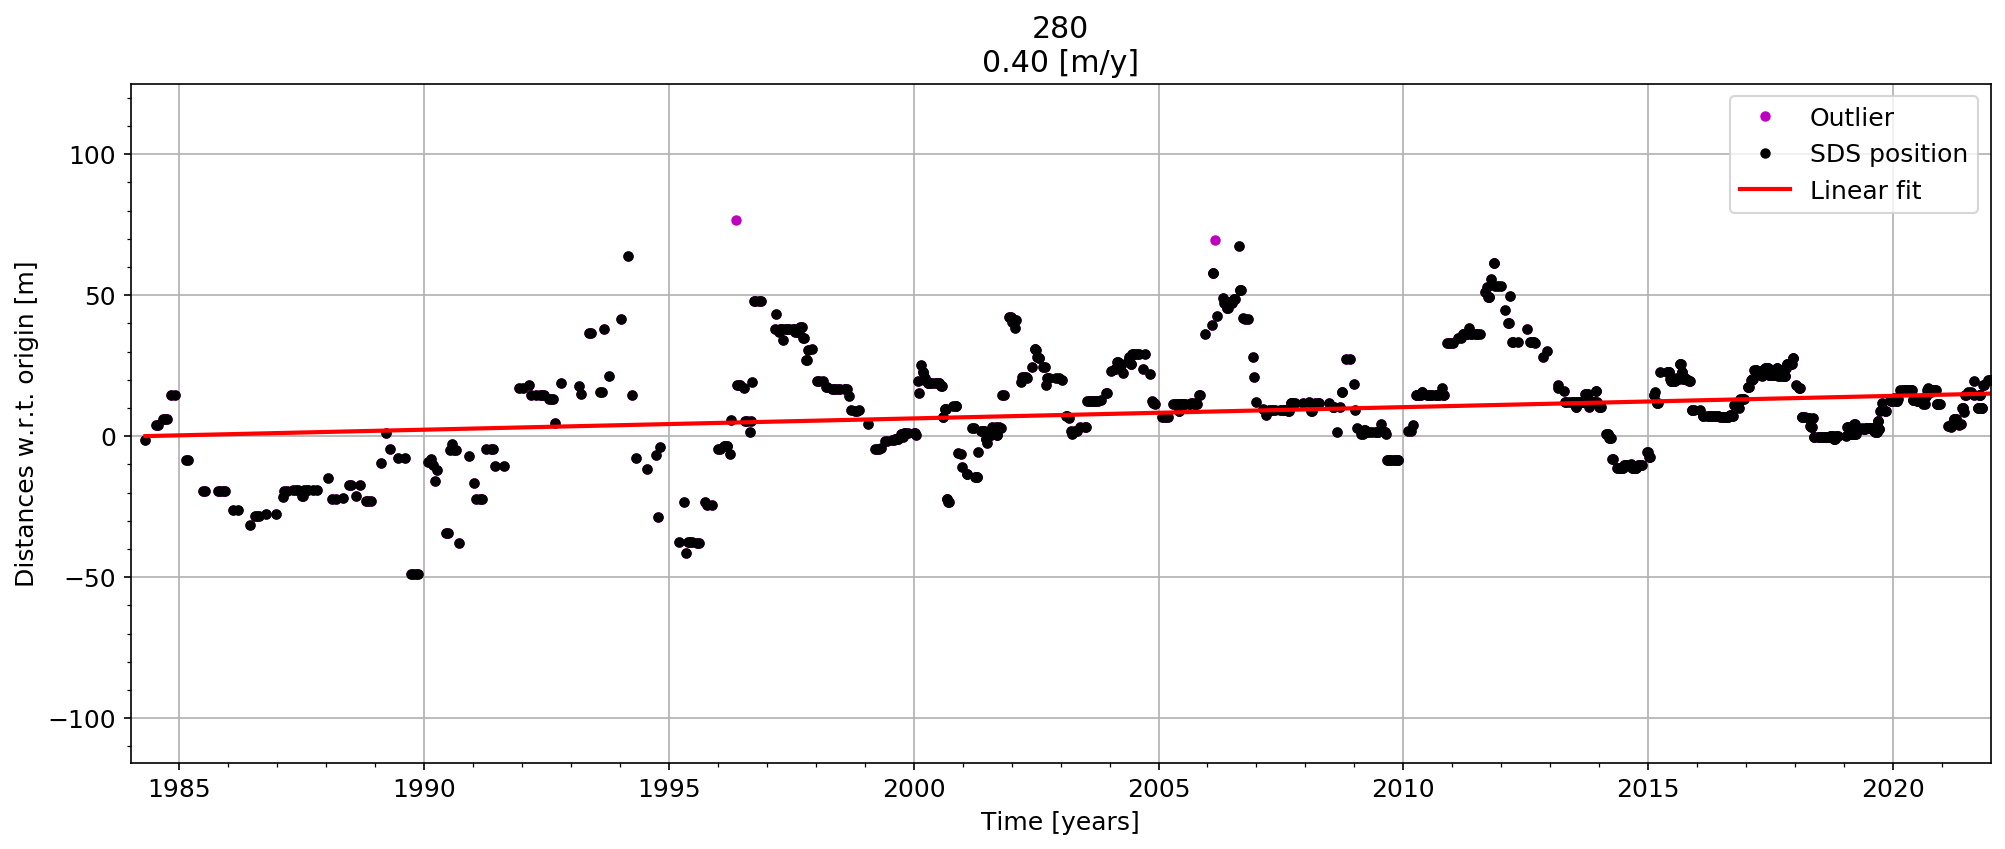 280
0.40 [m/y]
Outlier
SDS position
Linear fit
100
50
0
−50
−100
Distances w.r.t. origin [m]
1985 1990 1995 2000 2005 2010 2015 2020
Time [years]